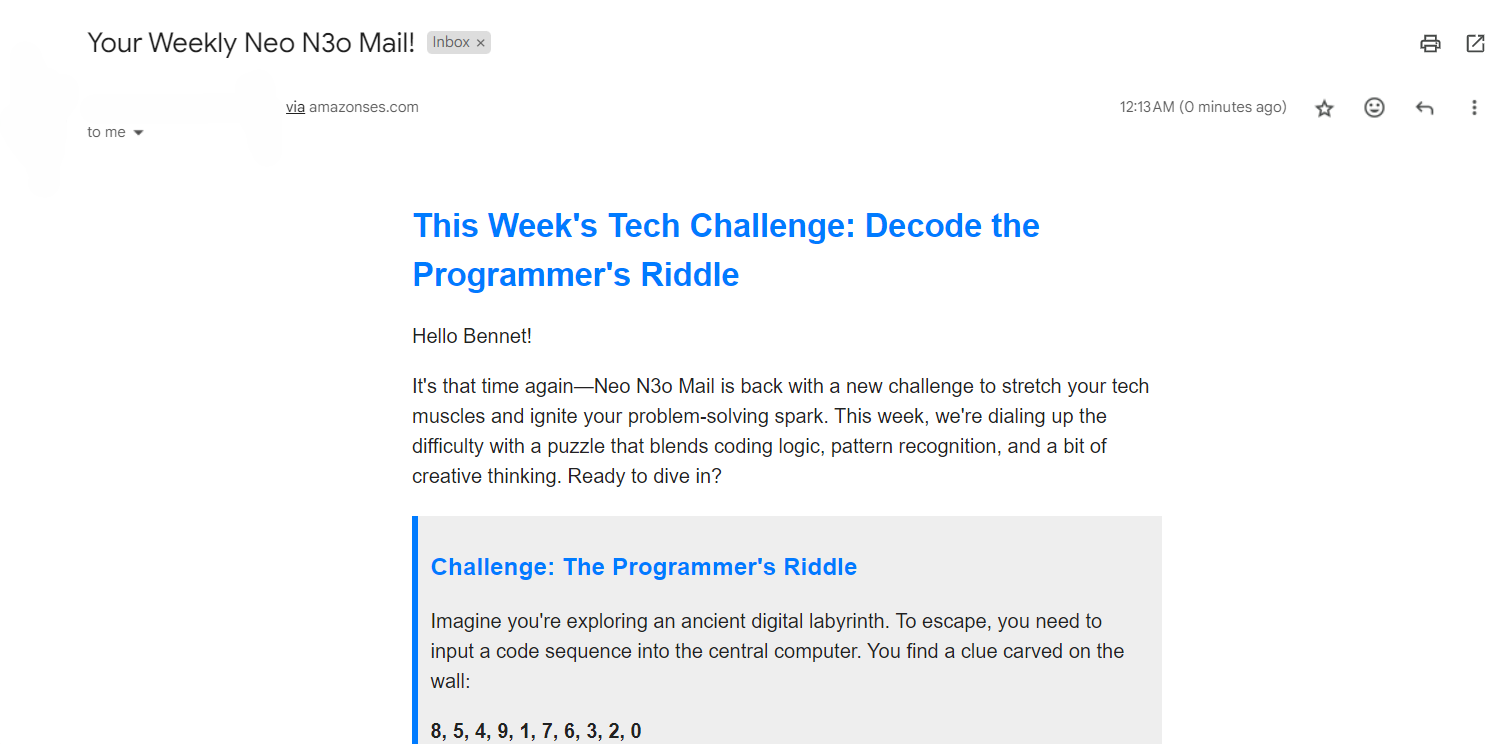 Your Weekly Neo N3o Mail! Inbox ×
via amazonses.com 12:13 AM (0 minutes ago)
to me
This Week's Tech Challenge: Decode the
Programmer's Riddle
Hello Bennet!
It's that time again—Neo N3o Mail is back with a new challenge to stretch your tech
muscles and ignite your problem-solving spark. This week, we're dialing up the
difficulty with a puzzle that blends coding logic, pattern recognition, and a bit of
creative thinking. Ready to dive in?
Challenge: The Programmer's Riddle
Imagine you're exploring an ancient digital labyrinth. To escape, you need to
input a code sequence into the central computer. You find a clue carved on the
wall:
8, 5, 4, 9, 1, 7, 6, 3, 2, 0